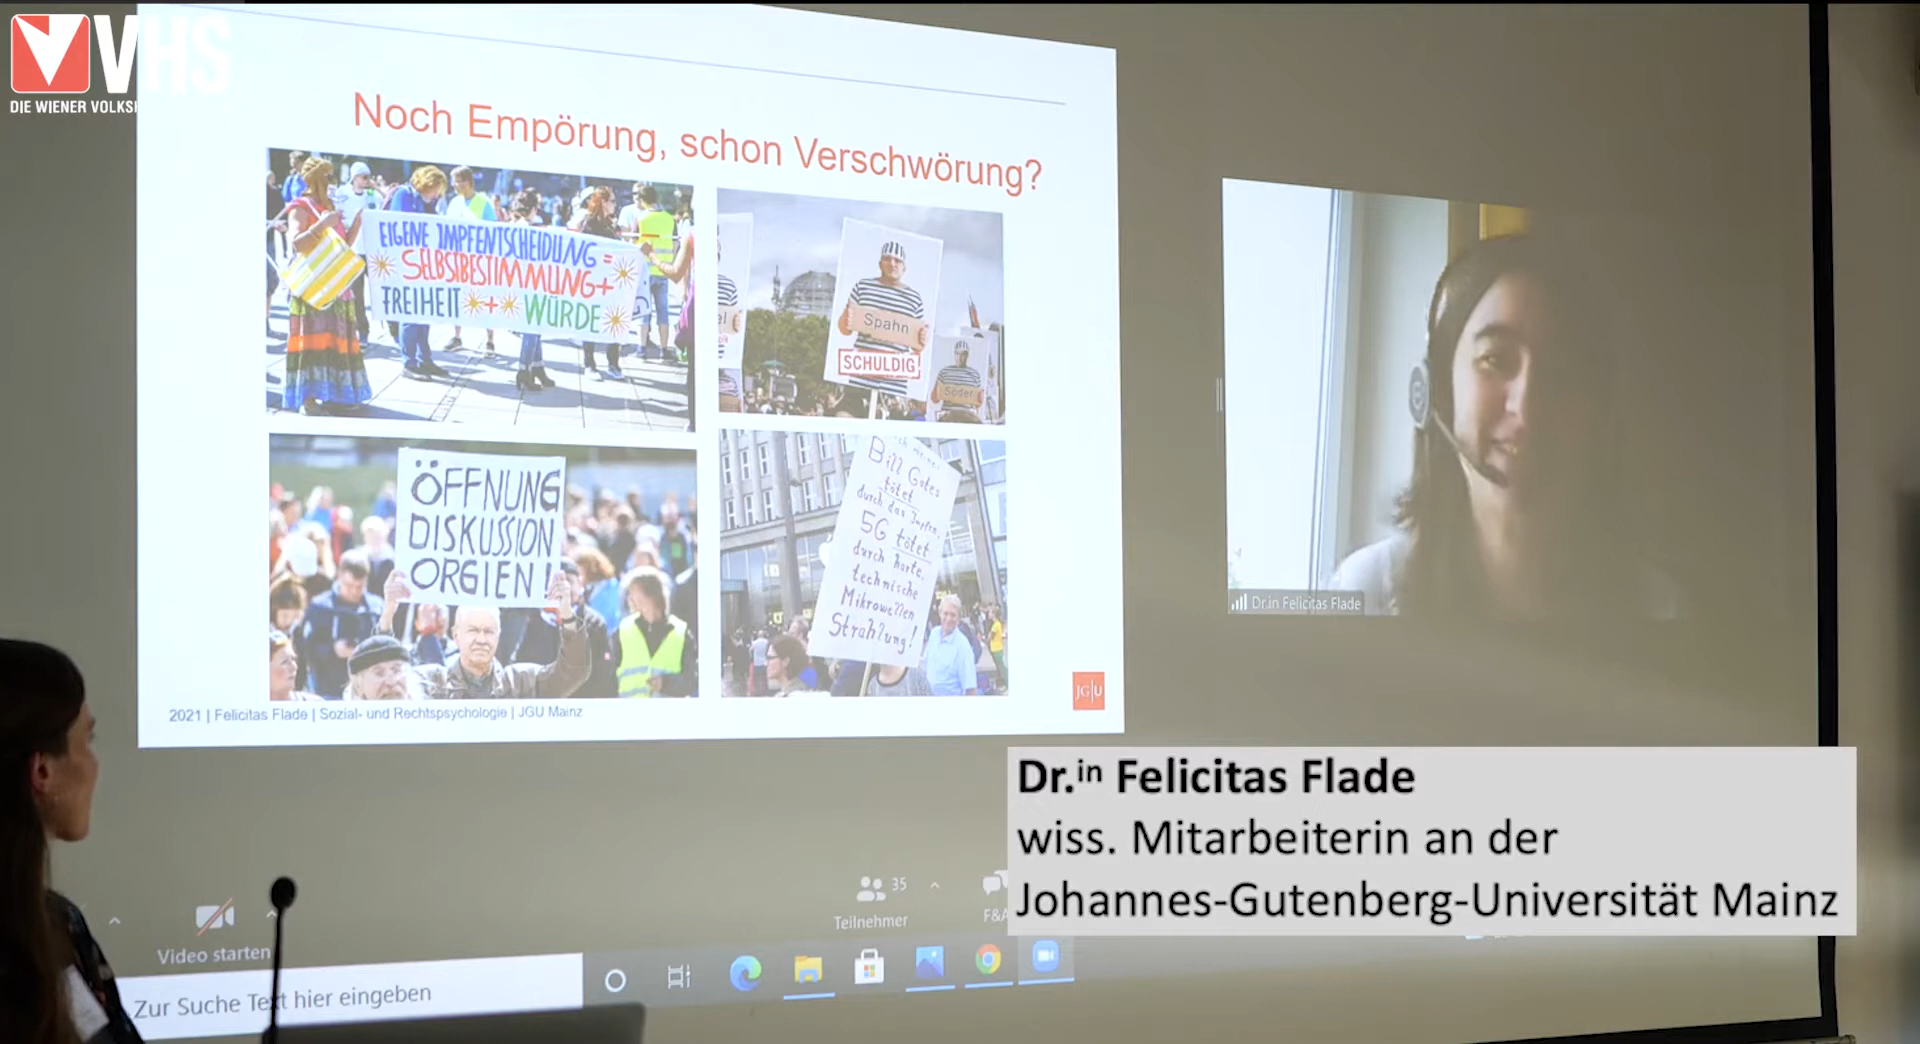 VHS
DIE WIENER VOLKSH
Noch Empörung, schon Verschwörung?
EIGENE IMPFENTSCHEIDUNG =
SELBSTBESTIMMUNG+
FREIHEIT + WÜRDE
Spahn
SCHULDIG
Söder
ÖFFNUNG
DISKUSSION
ORGIEN!
Bill Gates
tötet
durch das Impfen,
5G tötet
durch harte,
technische
Mikrowellen
Strahlung!
JG|U
2021 | Felicitas Flade | Sozial- und Rechtspsychologie | JGU Mainz
Dr.in Felicitas Flade
Dr.in Felicitas Flade
wiss. Mitarbeiterin an der
Johannes-Gutenberg-Universität Mainz
35
Teilnehmer
F&A
Video starten
Zur Suche Text hier eingeben